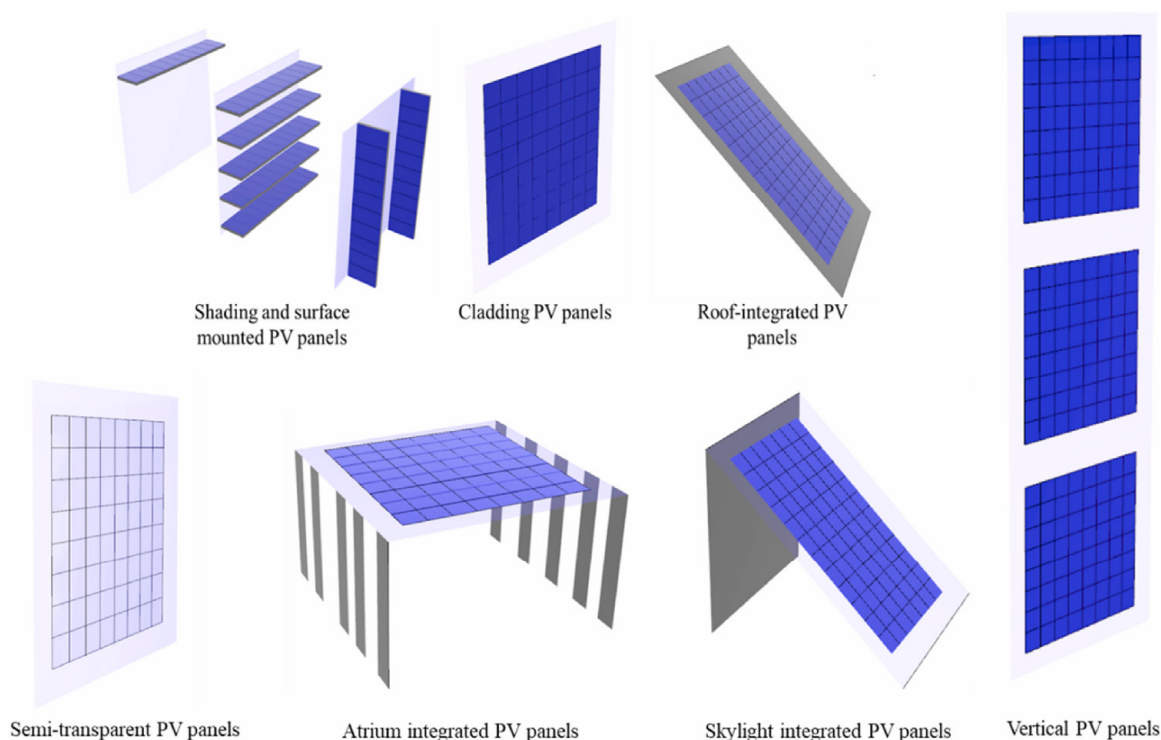 Shading and surface
mounted PV panels
Cladding PV panels
Roof-integrated PV
panels
Semi-transparent PV panels
Atrium integrated PV panels
Skylight integrated PV panels
Vertical PV panels